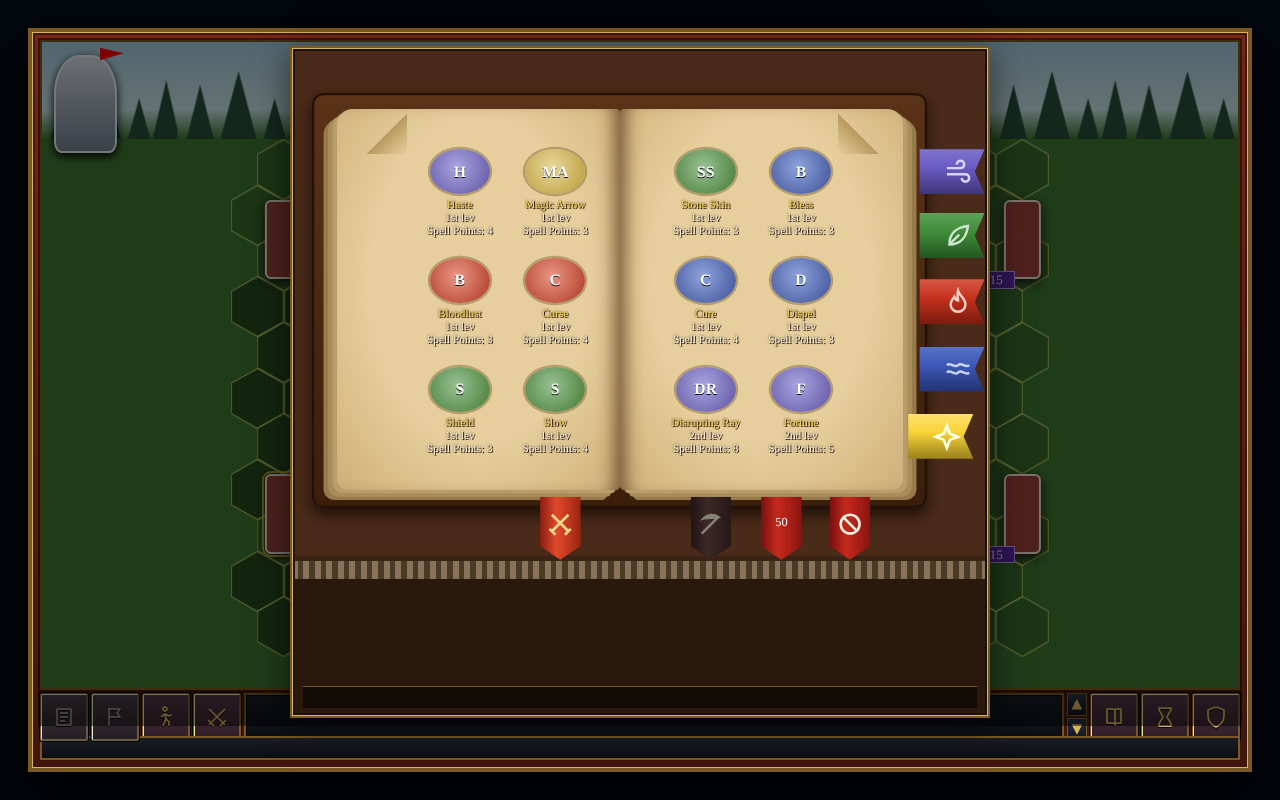 H
Haste
1st lev
Spell Points: 4
MA
Magic Arrow
1st lev
Spell Points: 3
B
Bloodlust
1st lev
Spell Points: 3
C
Curse
1st lev
Spell Points: 4
S
Shield
1st lev
Spell Points: 3
S
Slow
1st lev
Spell Points: 4
SS
Stone Skin
1st lev
Spell Points: 3
B
Bless
1st lev
Spell Points: 3
C
Cure
1st lev
Spell Points: 4
D
Dispel
1st lev
Spell Points: 3
DR
Disrupting Ray
2nd lev
Spell Points: 8
F
Fortune
2nd lev
Spell Points: 5
50
15
15